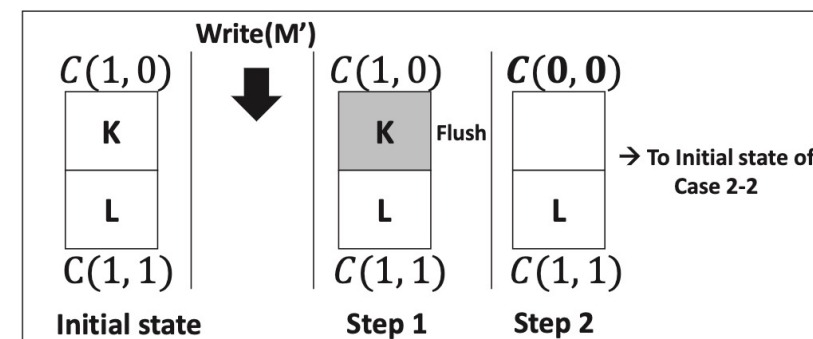 Write(M’)
C(1,0) C(1,0) C(0,0)
K K Flush
→ To Initial state of
Case 2-2
L L L
C(1,1) C(1,1) C(1,1)
Initial state Step 1 Step 2